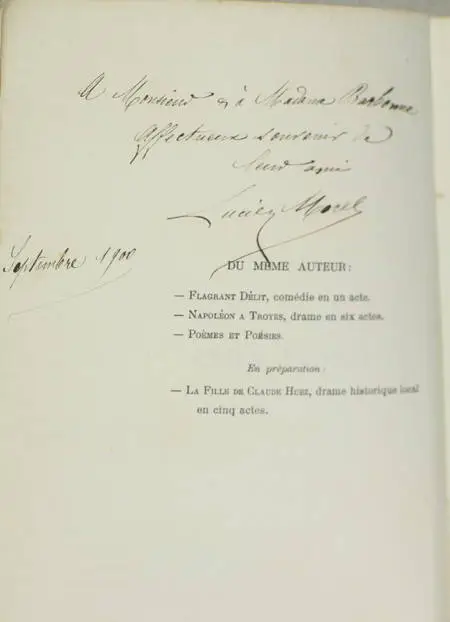 A Monsieur & à Madame Barbonne
Affectueux souvenir de
leur ami
Lucien Morel
Septembre 1900
DU MÊME AUTEUR:
— FLAGRANT DÉLIT, comédie en un acte.
— NAPOLÉON A TROYES, drame en six actes.
— POÈMES ET POÉSIES.
En préparation:
— LA FILLE DE CLAUDE HUEZ, drame historique local
en cinq actes.